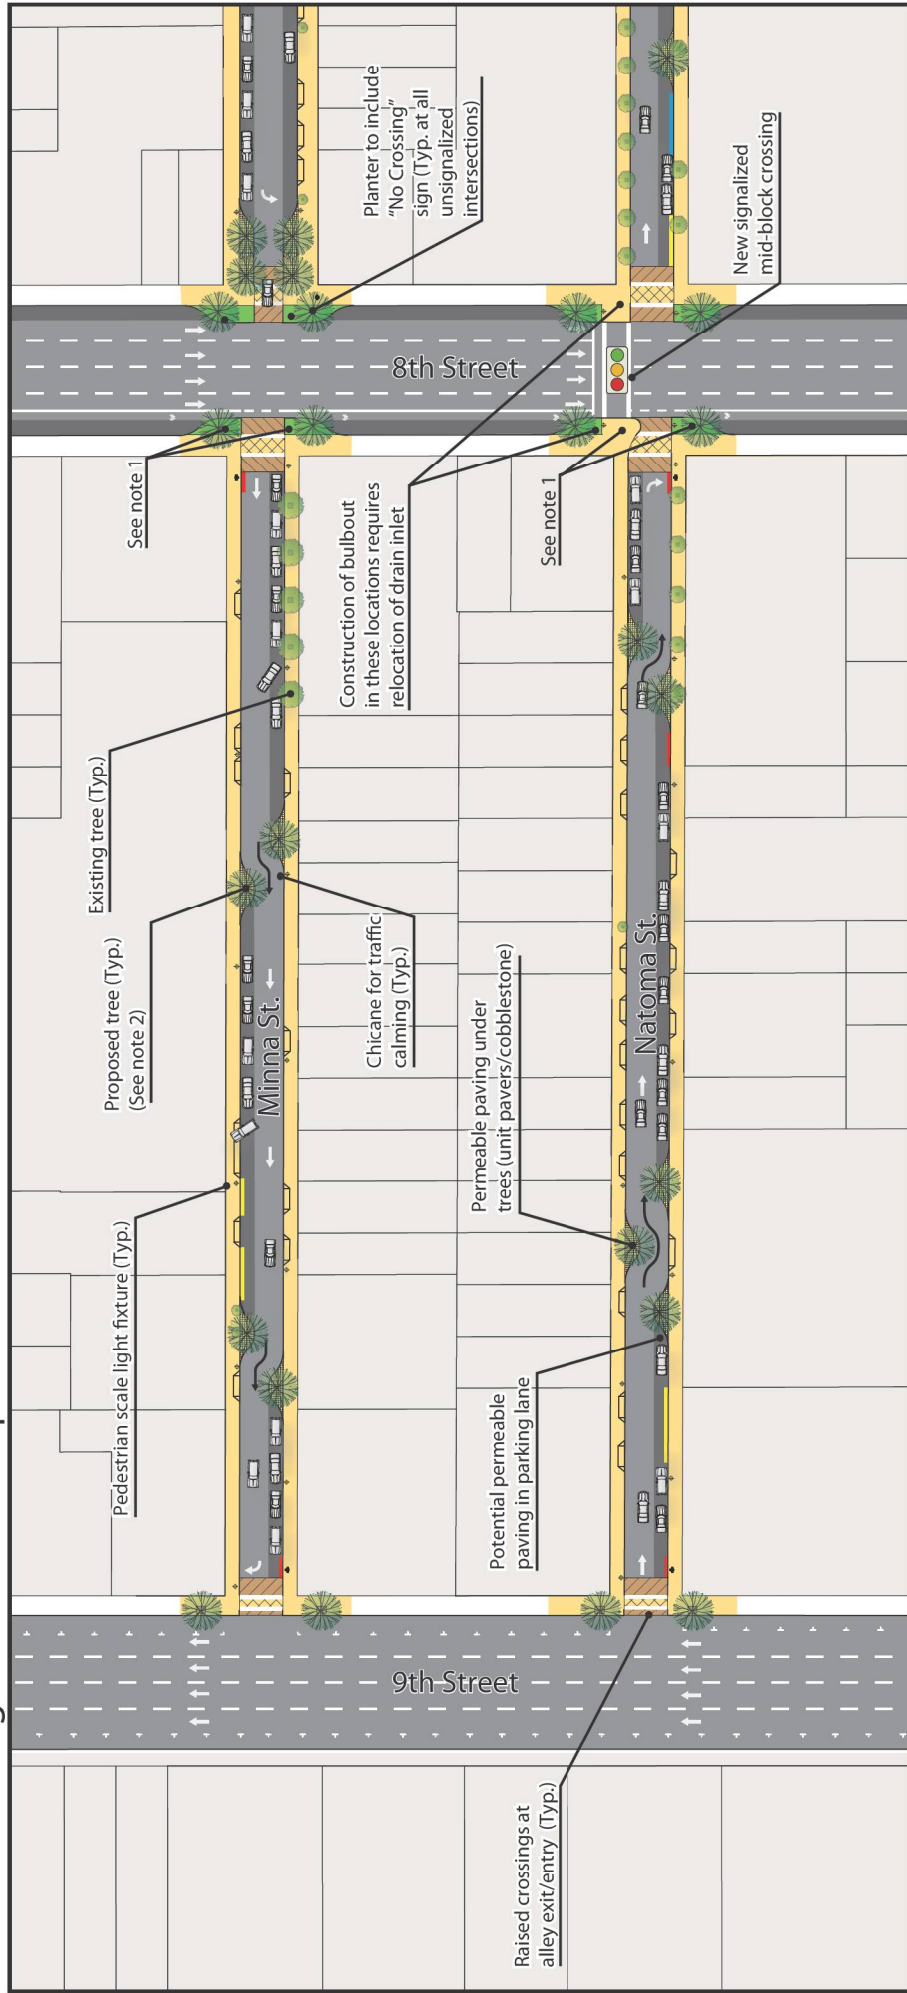 Planter to include
“No Crossing”
sign (Typ. at all
unsignalized
intersections)
New signalized
mid-block crossing
8th Street
See note 1
Construction of bulbout
in these locations requires
relocation of drain inlet
See note 1
Existing tree (Typ.)
Proposed tree (Typ.)
(See note 2)
Chicane for traffic
calming (Typ.)
Minna St.
Natoma St.
Permeable paving under
trees (unit pavers/cobblestone)
Pedestrian scale light fixture (Typ.)
Potential permeable
paving in parking lane
9th Street
Raised crossings at
alley exit/entry (Typ.)